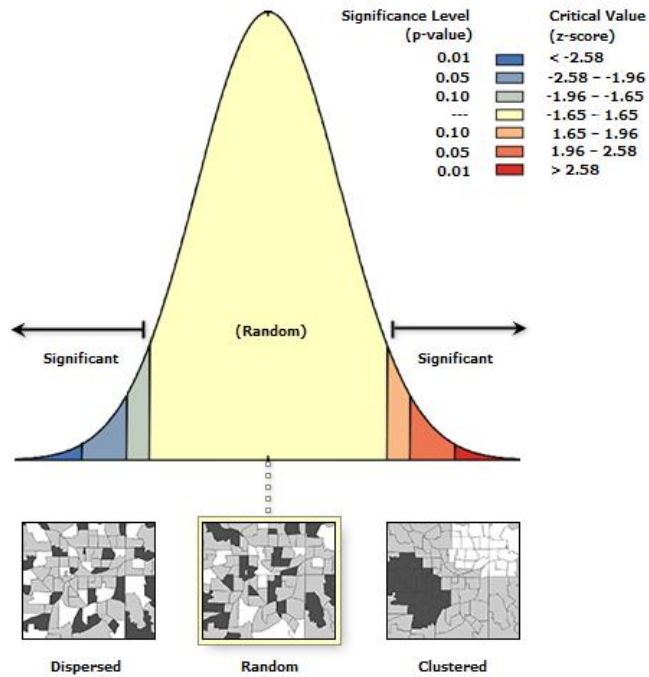 Significance Level
(p-value)
Critical Value
(z-score)
0.01 < -2.58
0.05 -2.58 – -1.96
0.10 -1.96 – -1.65
--- -1.65 – 1.65
0.10 1.65 – 1.96
0.05 1.96 – 2.58
0.01 > 2.58
(Random)
Significant
Significant
Dispersed
Random
Clustered